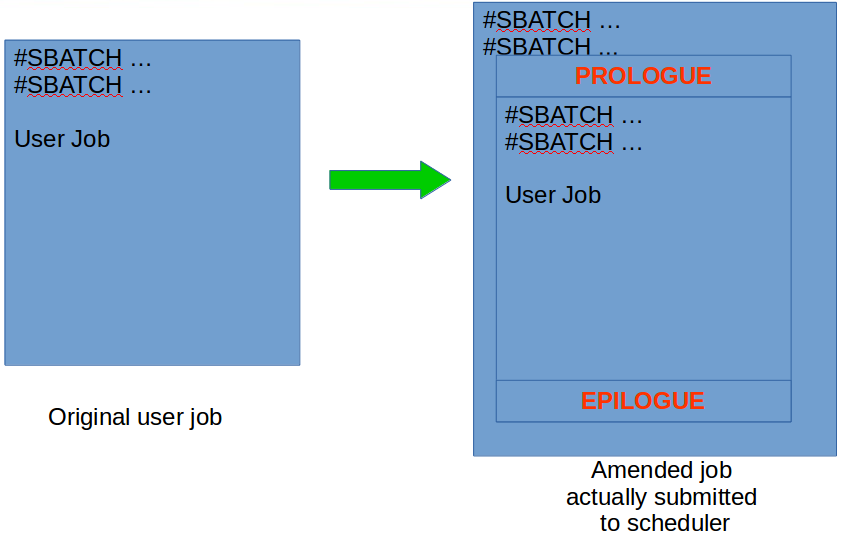 #SBATCH …
#SBATCH …
User Job
Original user job
#SBATCH …
#SBATCH ...
PROLOGUE
#SBATCH …
#SBATCH …
User Job
EPILOGUE
Amended job
actually submitted
to scheduler